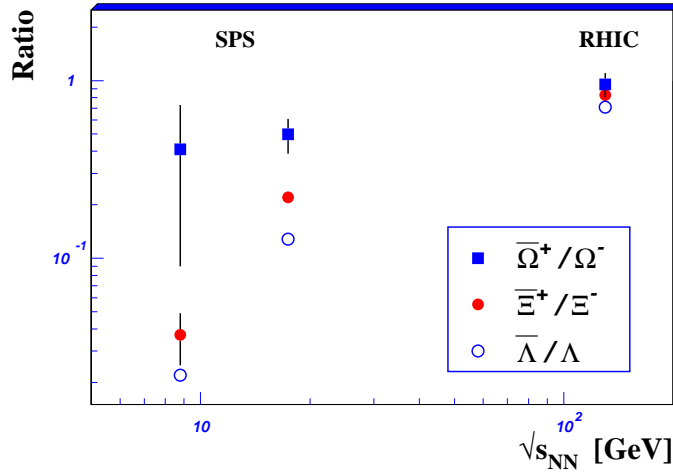 Ratio
SPS RHIC
1
10⁻¹
Ω̅⁺/Ω⁻
Ξ̅⁺/Ξ⁻
Λ̅/Λ
10 10²
√s_NN [GeV]